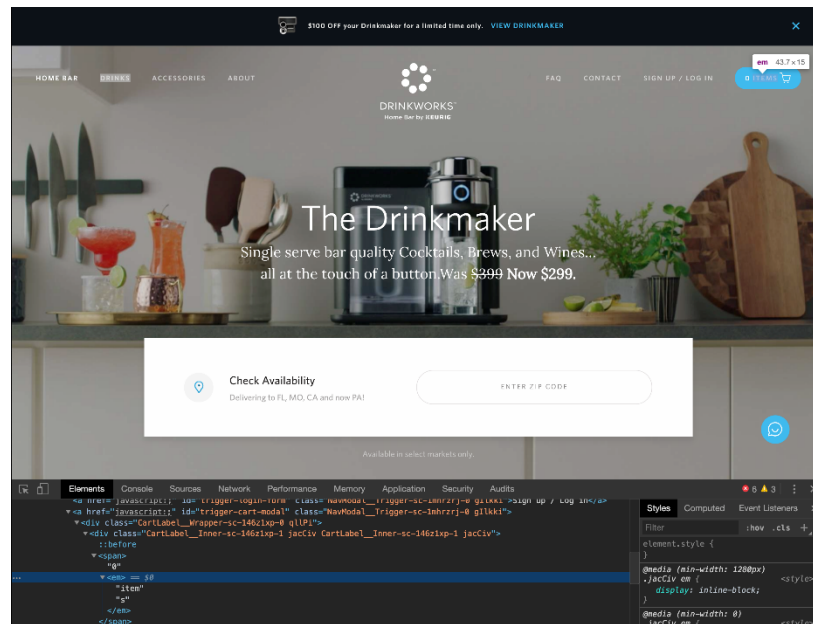 $100 OFF your Drinkmaker for a limited time only. VIEW DRINKMAKER
em 43.7 x 15
HOME BAR DRINKS ACCESSORIES ABOUT
DRINKWORKS
Home Bar by KEURIG
FAQ CONTACT SIGN UP / LOG IN 0 ITEMS
DRINKWORKS
The Drinkmaker
Single serve bar quality Cocktails, Brews, and Wines...
all at the touch of a button.Was $399 Now $299.
Check Availability
Delivering to FL, MO, CA and now PA!
ENTER ZIP CODE
Available in select markets only.
Elements Console Sources Network Performance Memory Application Security Audits 6 3
<a href="javascript:;" id="trigger-login-form" class="NavModal__Trigger-sc-1mhrzrj-0 gIlkki">Sign up / Log in</a>
▼<a href="javascript:;" id="trigger-cart-modal" class="NavModal__Trigger-sc-1mhrzrj-0 gIlkki">
▼<div class="CartLabel__Wrapper-sc-146z1xp-0 qllPi">
▼<div class="CartLabel__Inner-sc-146z1xp-1 jacCiv CartLabel__Inner-sc-146z1xp-1 jacCiv">
::before
▼<span>
"0"
... ▼<em> == $0
"item"
"s"
</em>
</span>
Styles Computed Event Listeners
Filter :hov .cls +
element.style {
}
@media (min-width: 1280px)
.jacCiv em { <style>
display: inline-block;
}
@media (min-width: 0)
.jacCiv em { <style>